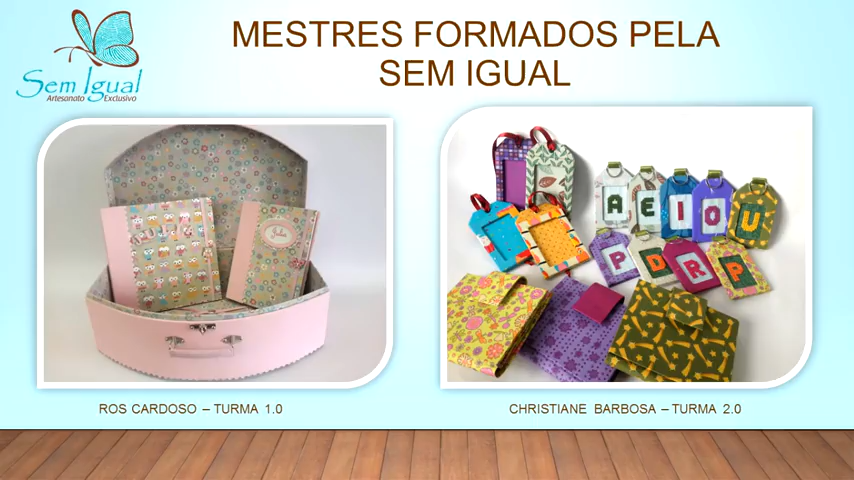 Sem Igual
Artesanato Exclusivo
MESTRES FORMADOS PELA
SEM IGUAL
Julia
A E I O U
P D R P
ROS CARDOSO – TURMA 1.0
CHRISTIANE BARBOSA – TURMA 2.0